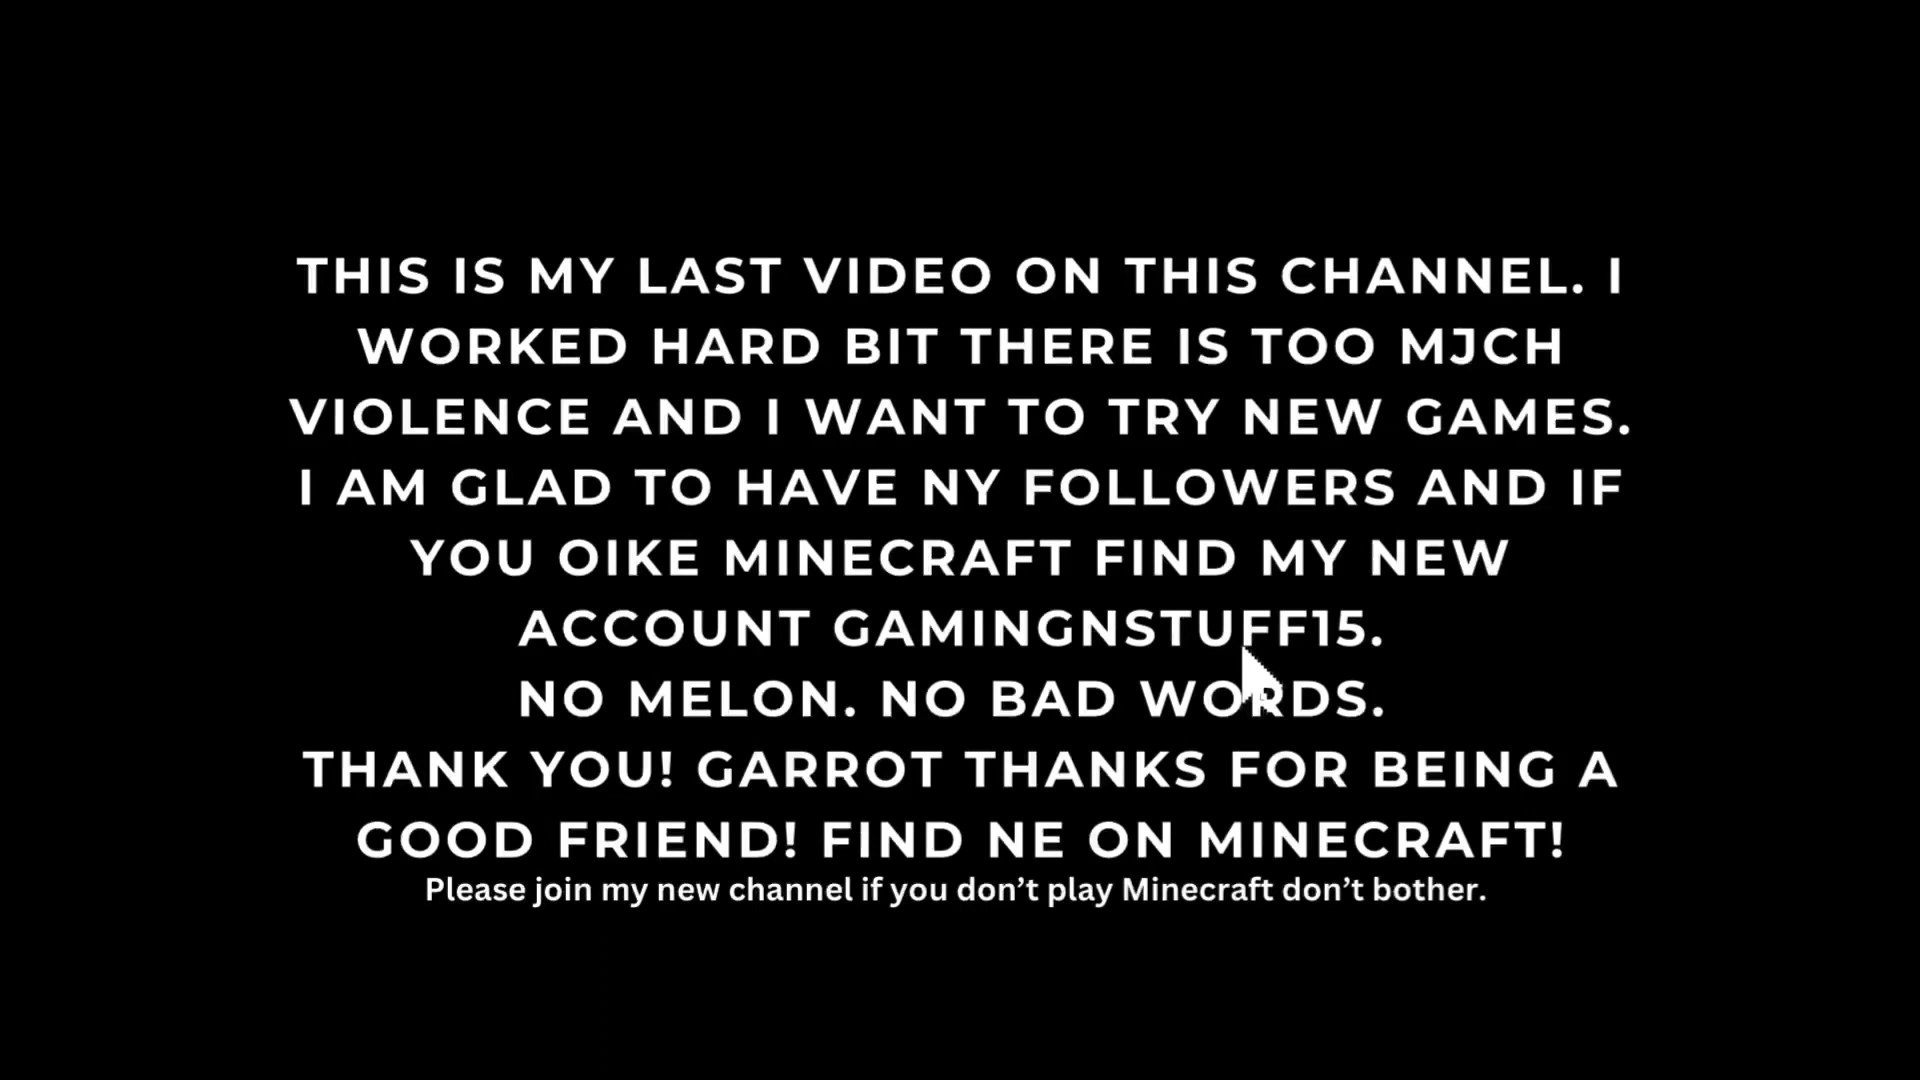 THIS IS MY LAST VIDEO ON THIS CHANNEL. I
WORKED HARD BIT THERE IS TOO MJCH
VIOLENCE AND I WANT TO TRY NEW GAMES.
I AM GLAD TO HAVE NY FOLLOWERS AND IF
YOU OIKE MINECRAFT FIND MY NEW
ACCOUNT GAMINGNSTUFF15.
NO MELON. NO BAD WORDS.
THANK YOU! GARROT THANKS FOR BEING A
GOOD FRIEND! FIND NE ON MINECRAFT!
Please join my new channel if you don’t play Minecraft don’t bother.